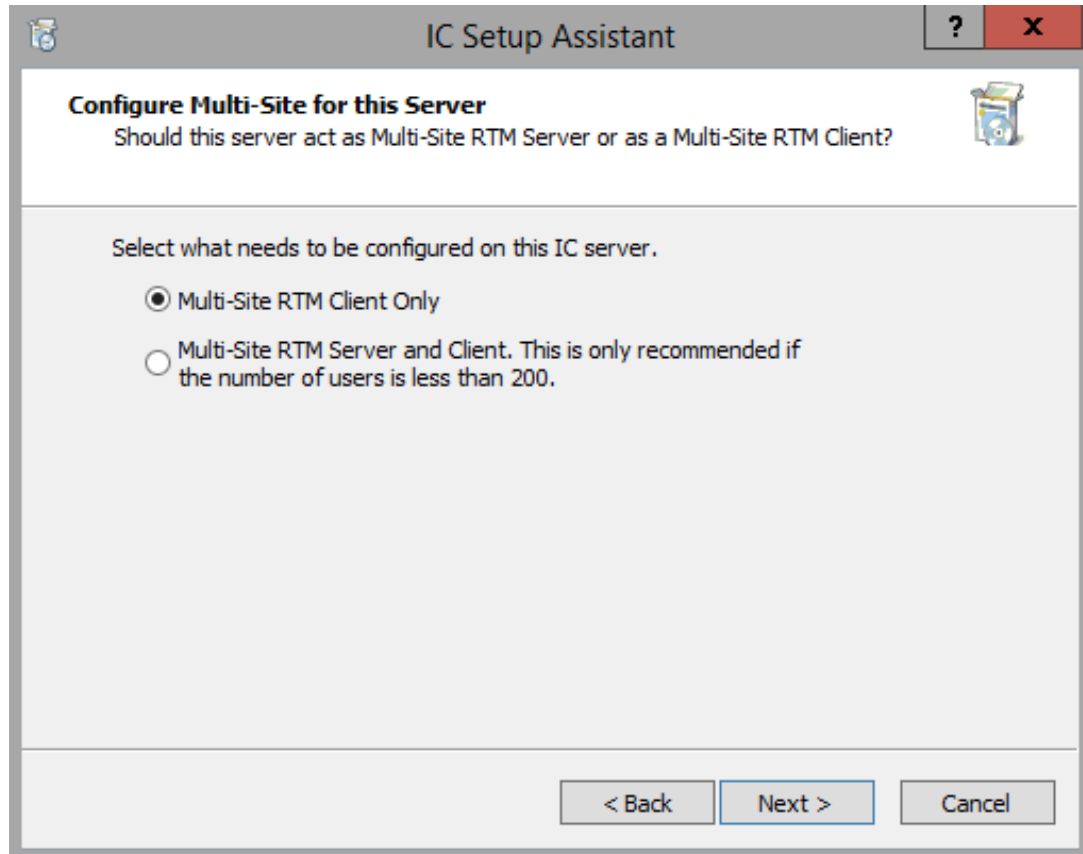 IC Setup Assistant
?
x
Configure Multi-Site for this Server
Should this server act as Multi-Site RTM Server or as a Multi-Site RTM Client?
Select what needs to be configured on this IC server.
Multi-Site RTM Client Only
Multi-Site RTM Server and Client. This is only recommended if
the number of users is less than 200.
< Back
Next >
Cancel